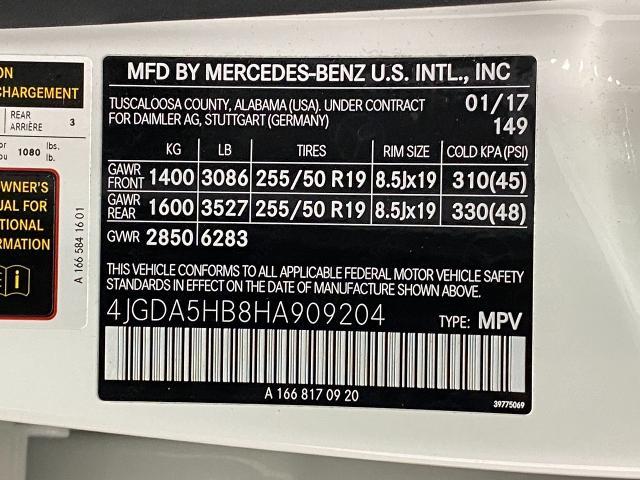 ON
CHARGEMENT
REAR
ARRIÈRE 3
or
ou 1080 lbs.
lb.
OWNER'S
UAL FOR
TIONAL
RMATION
A 166 584 16 01
MFD BY MERCEDES-BENZ U.S. INTL., INC
TUSCALOOSA COUNTY, ALABAMA (USA). UNDER CONTRACT 01/17
FOR DAIMLER AG, STUTTGART (GERMANY) 149
KG LB TIRES RIM SIZE COLD KPA (PSI)
GAWR FRONT 1400 3086 255/50 R19 8.5Jx19 310(45)
GAWR REAR 1600 3527 255/50 R19 8.5Jx19 330(48)
GVWR 2850 6283
THIS VEHICLE CONFORMS TO ALL APPLICABLE FEDERAL MOTOR VEHICLE SAFETY
STANDARDS IN EFFECT ON THE DATE OF MANUFACTURE SHOWN ABOVE.
4JGDA5HB8HA909204 TYPE: MPV
A 166 817 09 20
39775069